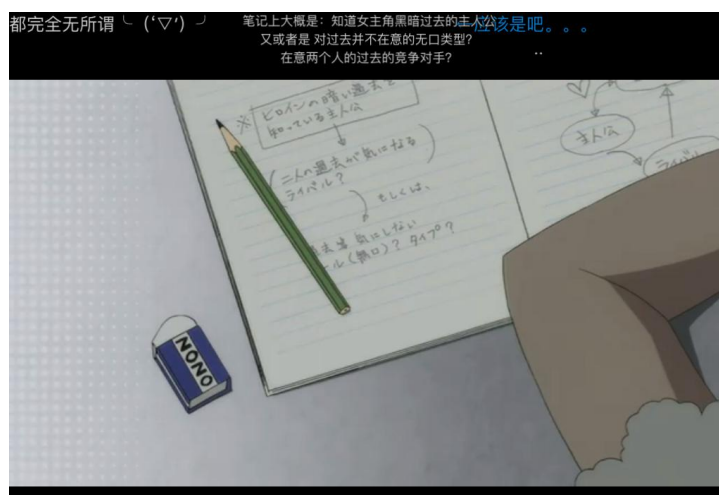 都完全无所谓╰（‘▽’）╯
笔记上大概是：知道女主角黑暗过去的主人公
一应该是吧。。。
又或者是 对过去并不在意的无口类型？
在意两个人的过去的竞争对手？
※ ヒロインの暗い過去を
知っている主人公
二人の過去が気になる
ライバル？
もしくは、
過去を気にしない
ル（無口）？タイプ？
主人公
ライバル
NONO